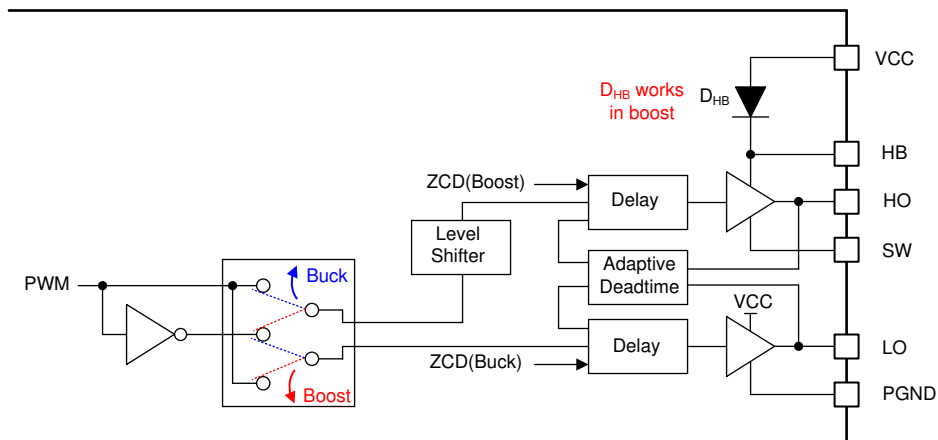 VCC
DHB works
in boost
DHB
HB
ZCD(Boost)
Delay
HO
Level
Shifter
SW
Adaptive
Deadtime
Buck
PWM
VCC
Delay
LO
ZCD(Buck)
Boost
PGND